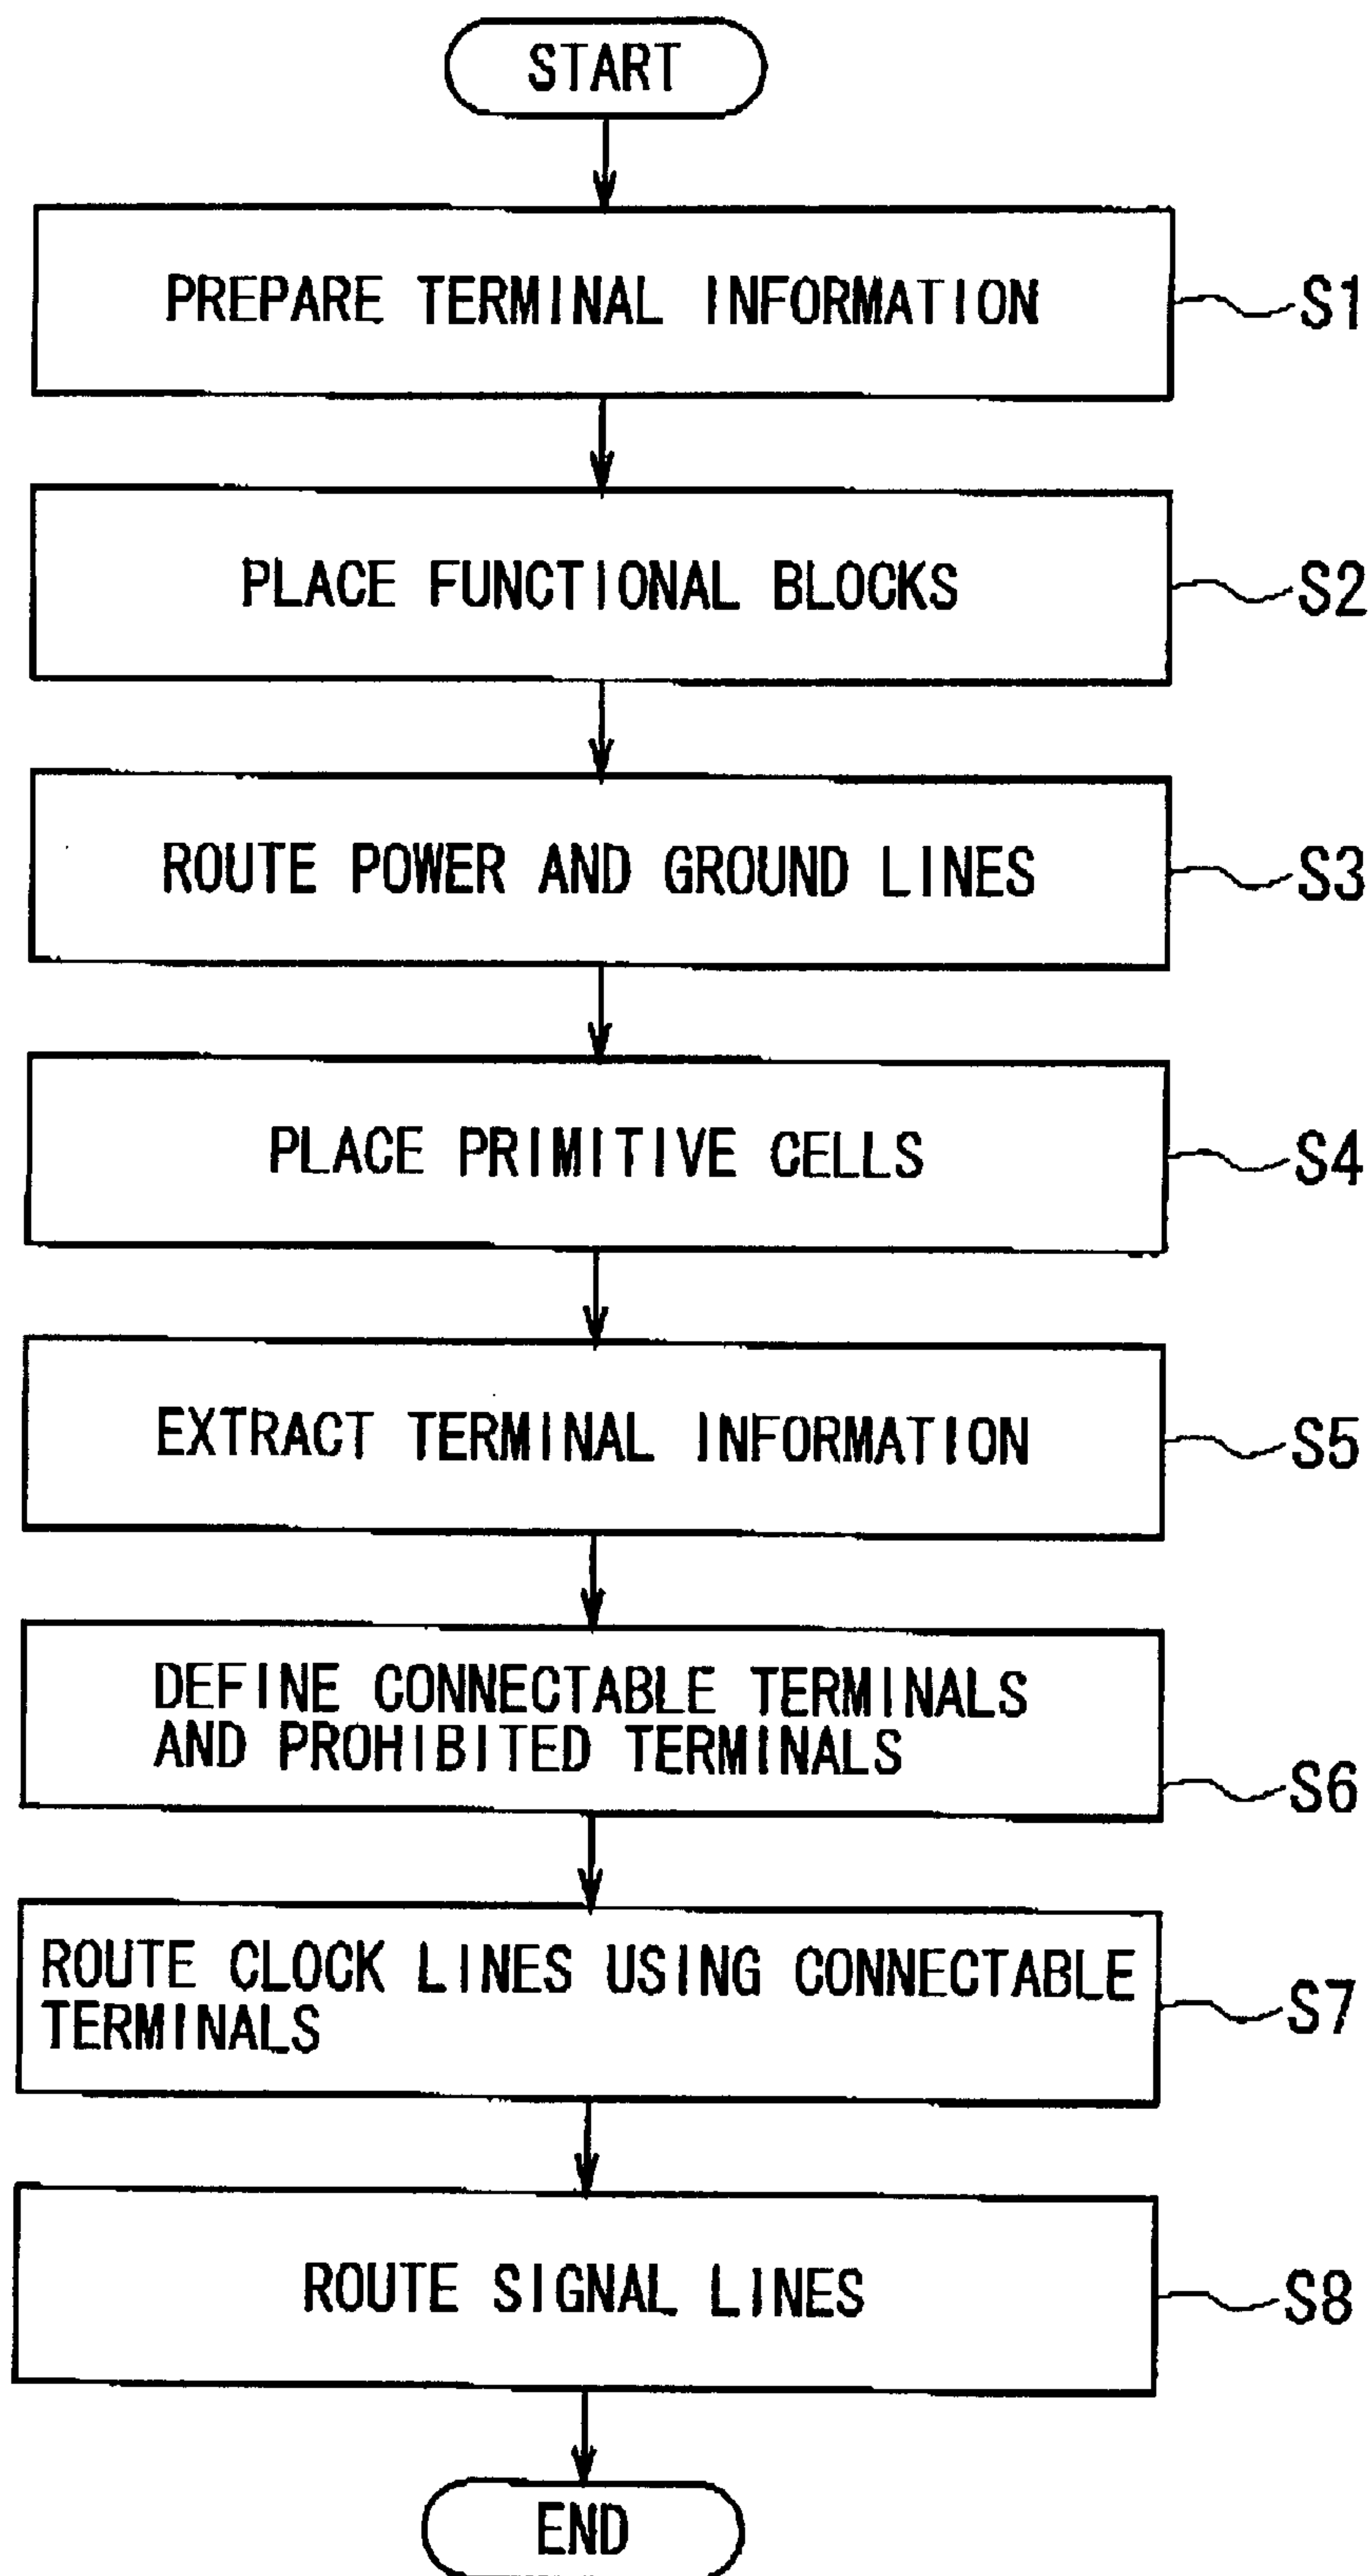 START
PREPARE TERMINAL INFORMATION
S1
PLACE FUNCTIONAL BLOCKS
S2
ROUTE POWER AND GROUND LINES
S3
PLACE PRIMITIVE CELLS
S4
EXTRACT TERMINAL INFORMATION
S5
DEFINE CONNECTABLE TERMINALS
AND PROHIBITED TERMINALS
S6
ROUTE CLOCK LINES USING CONNECTABLE
TERMINALS
S7
ROUTE SIGNAL LINES
S8
END